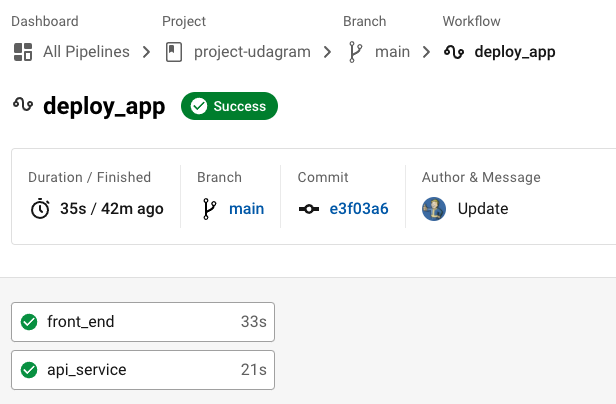 Dashboard Project Branch Workflow
All Pipelines project-udagram main deploy_app
deploy_app Success
Duration / Finished Branch Commit Author & Message
35s / 42m ago main e3f03a6 Update
front_end 33s
api_service 21s